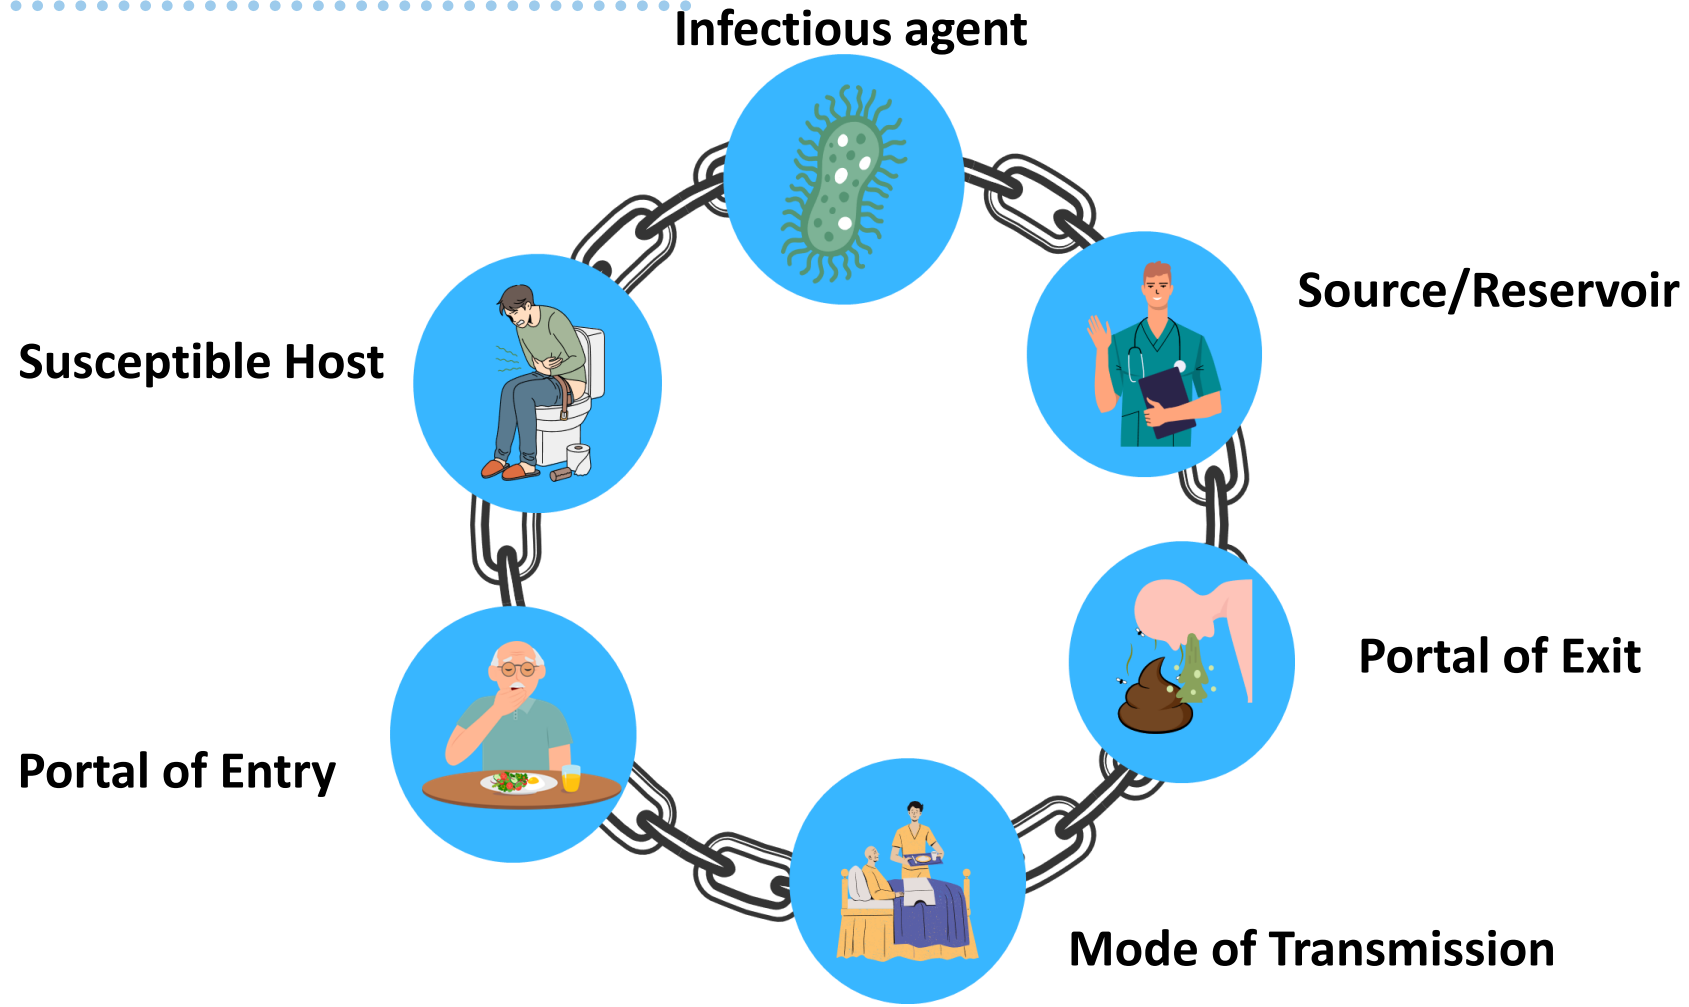 Infectious agent
Source/Reservoir
Portal of Exit
Mode of Transmission
Portal of Entry
Susceptible Host